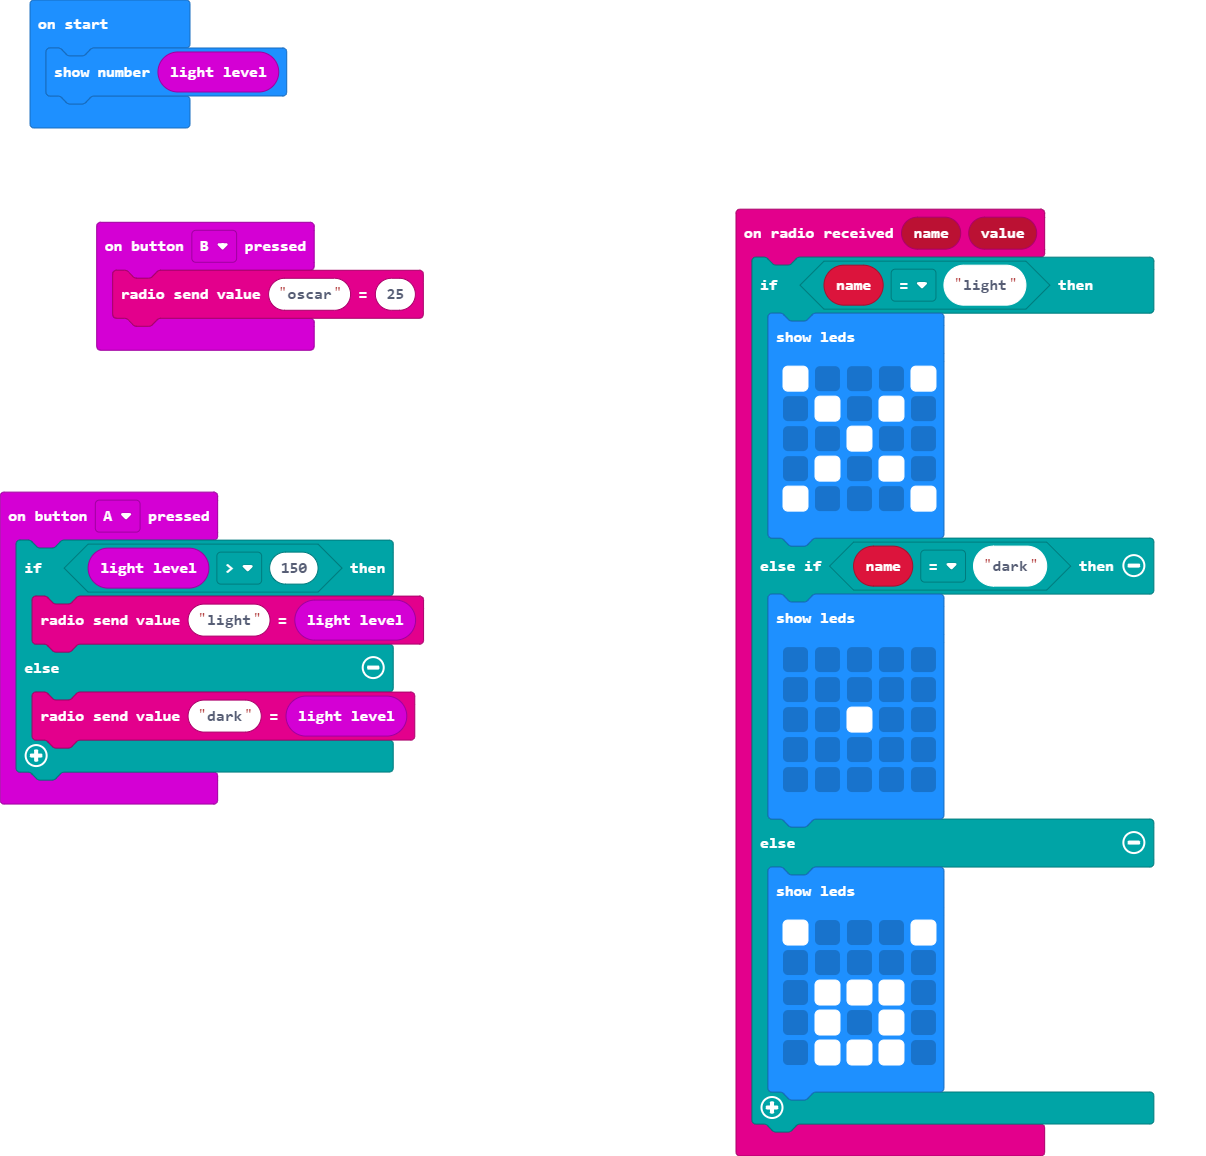 on start
show number light level
on button B pressed
radio send value "oscar" = 25
on button A pressed
if light level > 150 then
radio send value "light" = light level
else
radio send value "dark" = light level
on radio received name value
if name = "light" then
show leds
else if name = "dark" then
show leds
else
show leds